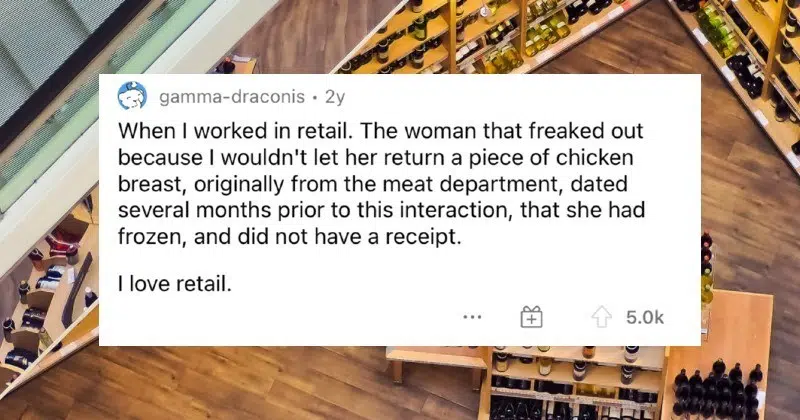 gamma-draconis • 2y
When I worked in retail. The woman that freaked out
because I wouldn't let her return a piece of chicken
breast, originally from the meat department, dated
several months prior to this interaction, that she had
frozen, and did not have a receipt.
I love retail.
5.0k